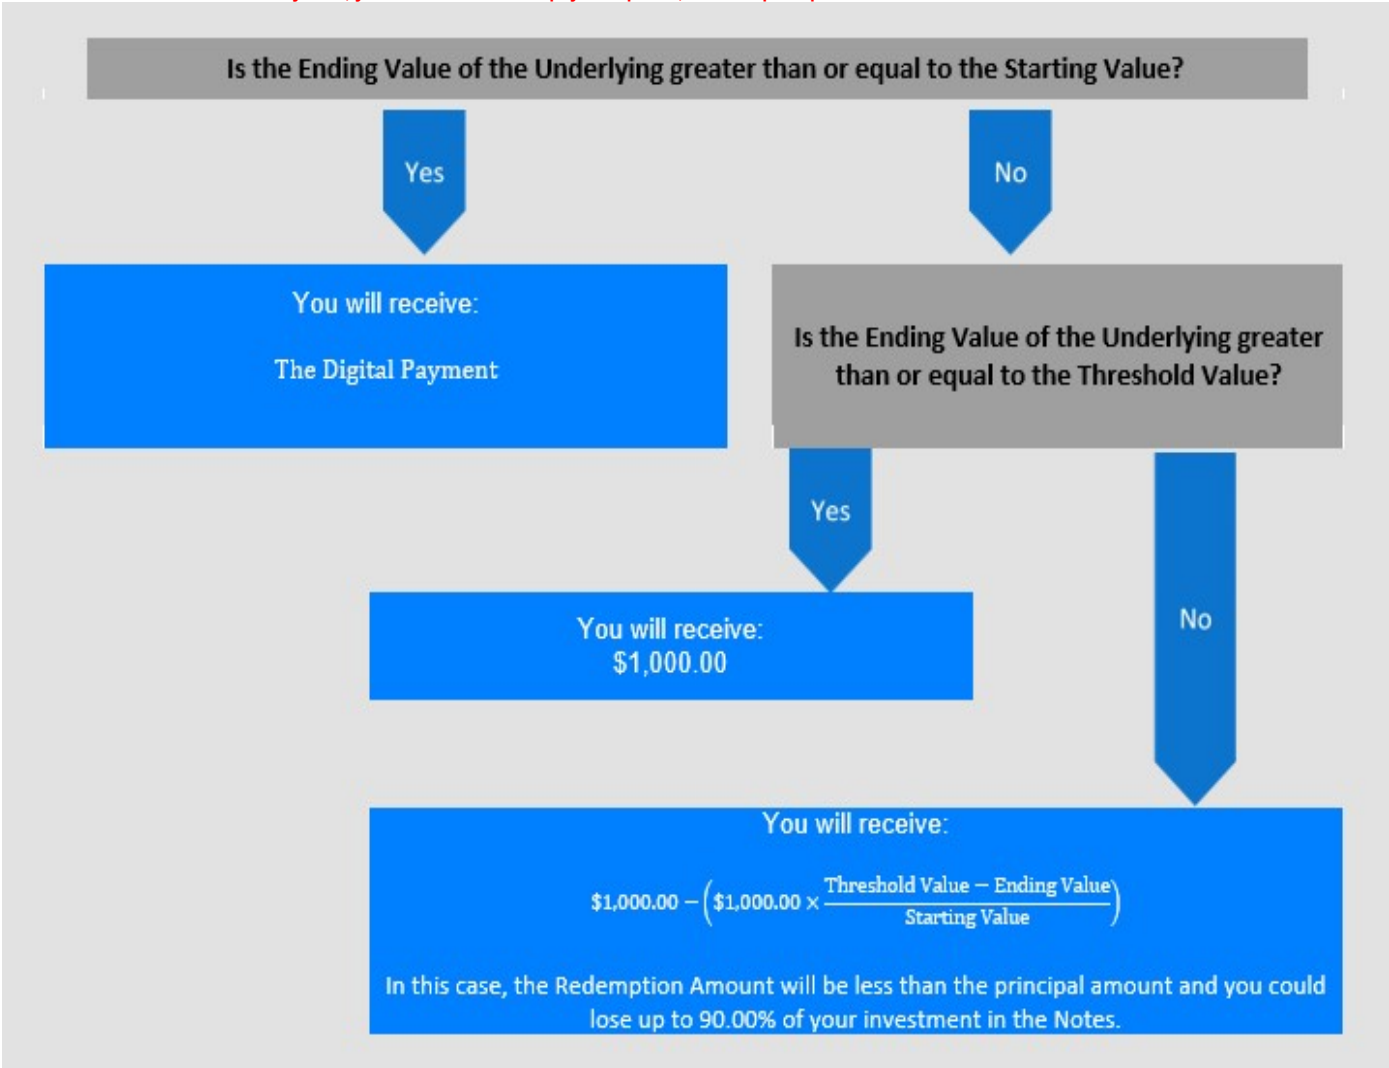 Is the Ending Value of the Underlying greater than or equal to the Starting Value?
Yes
No
You will receive:
The Digital Payment
Is the Ending Value of the Underlying greater
than or equal to the Threshold Value?
Yes
No
You will receive:
$1,000.00
You will receive:
$1,000.00 − ($1,000.00 × (Threshold Value − Ending Value) / Starting Value)
In this case, the Redemption Amount will be less than the principal amount and you could
lose up to 90.00% of your investment in the Notes.